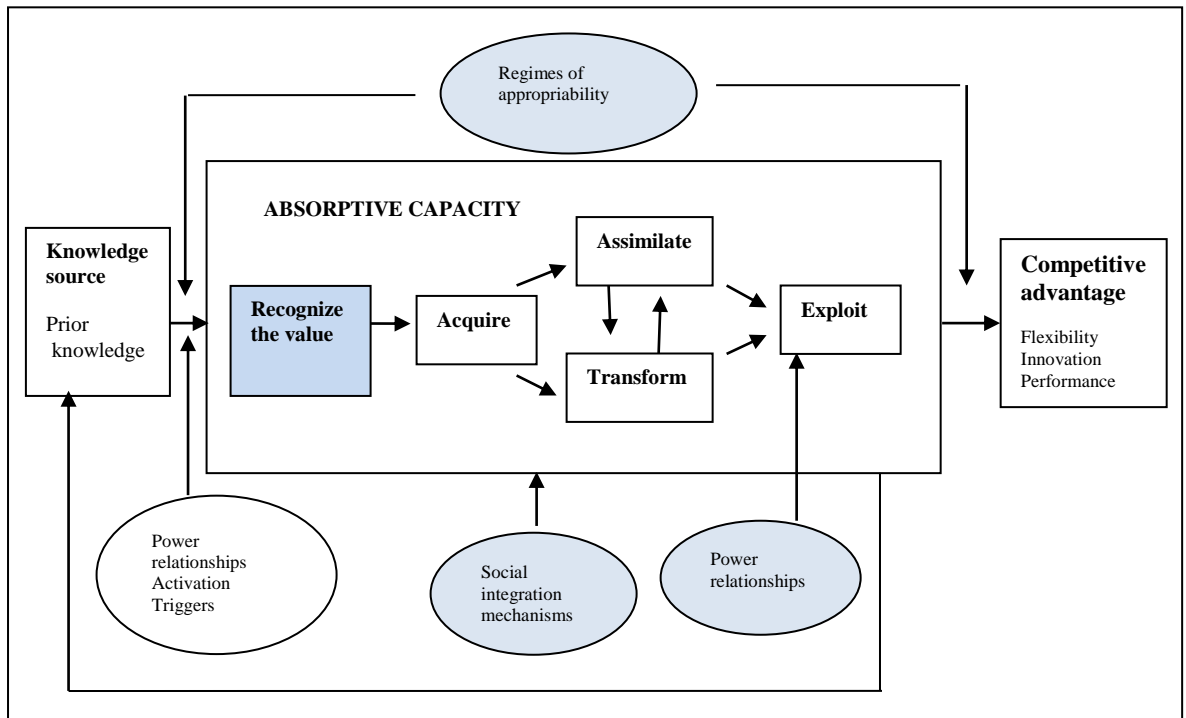 Regimes of
appropriability
ABSORPTIVE CAPACITY
Knowledge
source
Prior
knowledge
Recognize
the value
Acquire
Assimilate
Transform
Exploit
Competitive
advantage
Flexibility
Innovation
Performance
Power
relationships
Activation
Triggers
Social
integration
mechanisms
Power
relationships